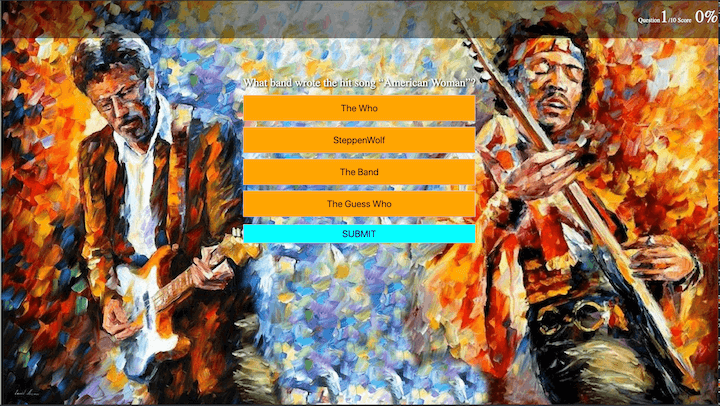 Question 1/10 Score 0%
What band wrote the hit song "American Woman"?
The Who
SteppenWolf
The Band
The Guess Who
SUBMIT